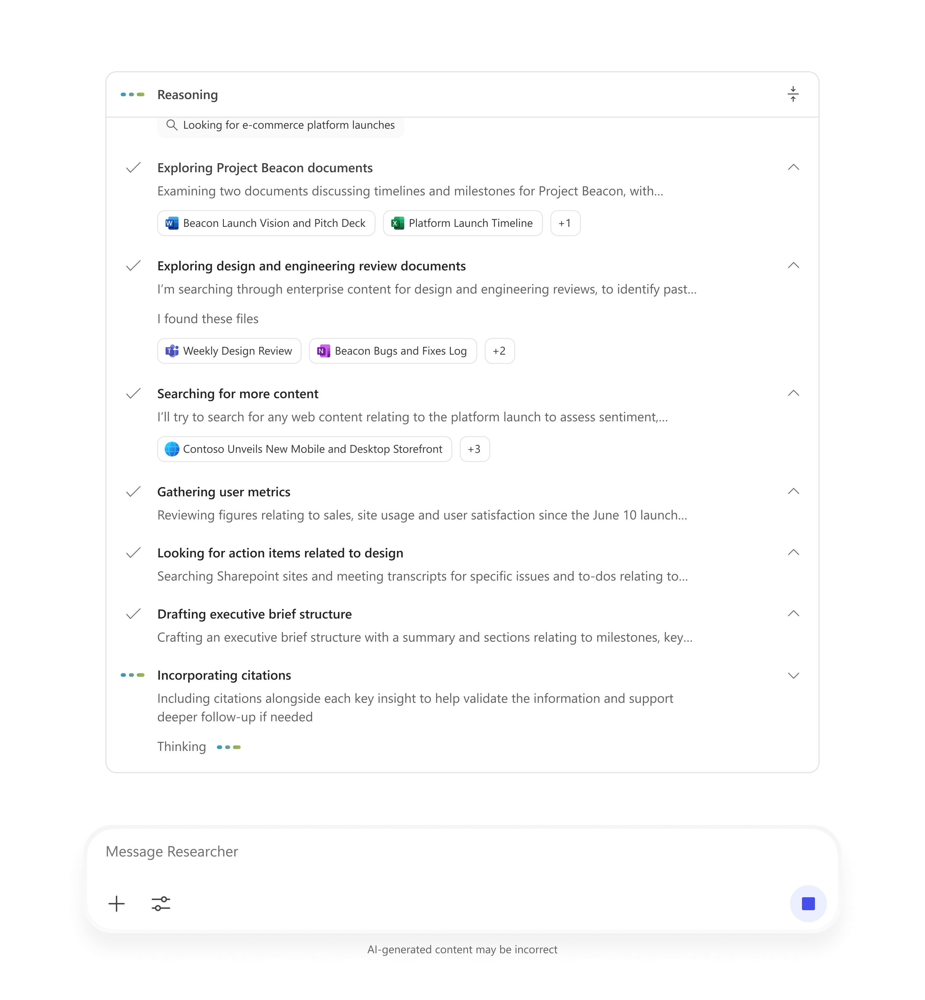 Reasoning
Looking for e-commerce platform launches
Exploring Project Beacon documents
Examining two documents discussing timelines and milestones for Project Beacon, with...
W Beacon Launch Vision and Pitch Deck
X Platform Launch Timeline
+1
Exploring design and engineering review documents
I’m searching through enterprise content for design and engineering reviews, to identify past...
I found these files
T Weekly Design Review
N Beacon Bugs and Fixes Log
+2
Searching for more content
I’ll try to search for any web content relating to the platform launch to assess sentiment,...
Contoso Unveils New Mobile and Desktop Storefront
+3
Gathering user metrics
Reviewing figures relating to sales, site usage and user satisfaction since the June 10 launch...
Looking for action items related to design
Searching Sharepoint sites and meeting transcripts for specific issues and to-dos relating to...
Drafting executive brief structure
Crafting an executive brief structure with a summary and sections relating to milestones, key...
Incorporating citations
Including citations alongside each key insight to help validate the information and support
deeper follow-up if needed
Thinking
Message Researcher
AI-generated content may be incorrect